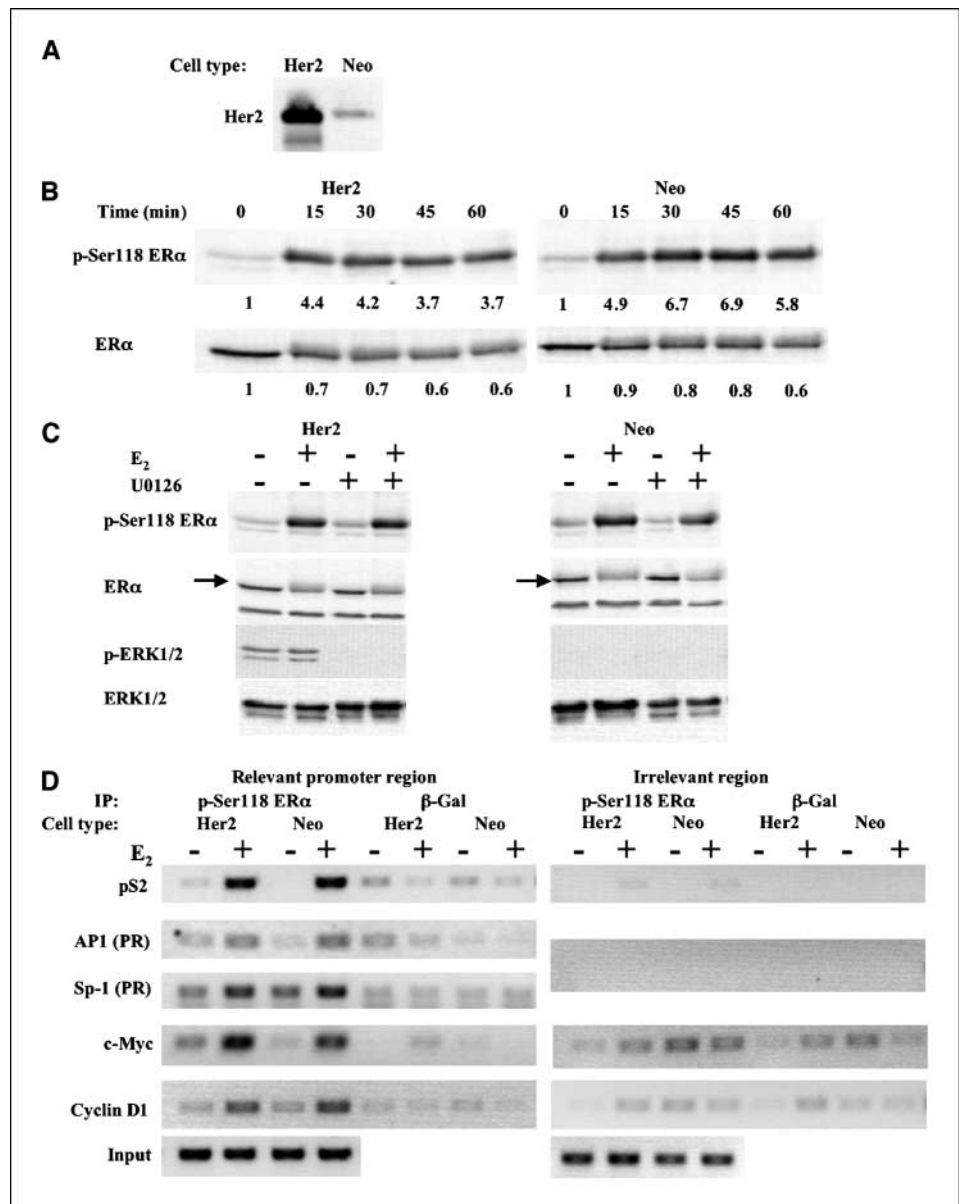 A
Cell type: Her2 Neo
Her2
B
Her2 Neo
Time (min) 0 15 30 45 60 0 15 30 45 60
p-Ser118 ERα
1 4.4 4.2 3.7 3.7 1 4.9 6.7 6.9 5.8
ERα
1 0.7 0.7 0.6 0.6 1 0.9 0.8 0.8 0.6
C
Her2 Neo
E2 - + - + - + - +
U0126 - - + + - - + +
p-Ser118 ERα
ERα
p-ERK1/2
ERK1/2
D
Relevant promoter region Irrelevant region
IP: p-Ser118 ERα β-Gal p-Ser118 ERα β-Gal
Cell type: Her2 Neo Her2 Neo Her2 Neo Her2 Neo
E2 - + - + - + - + - + - + - + - +
pS2
AP1 (PR)
Sp-1 (PR)
c-Myc
Cyclin D1
Input